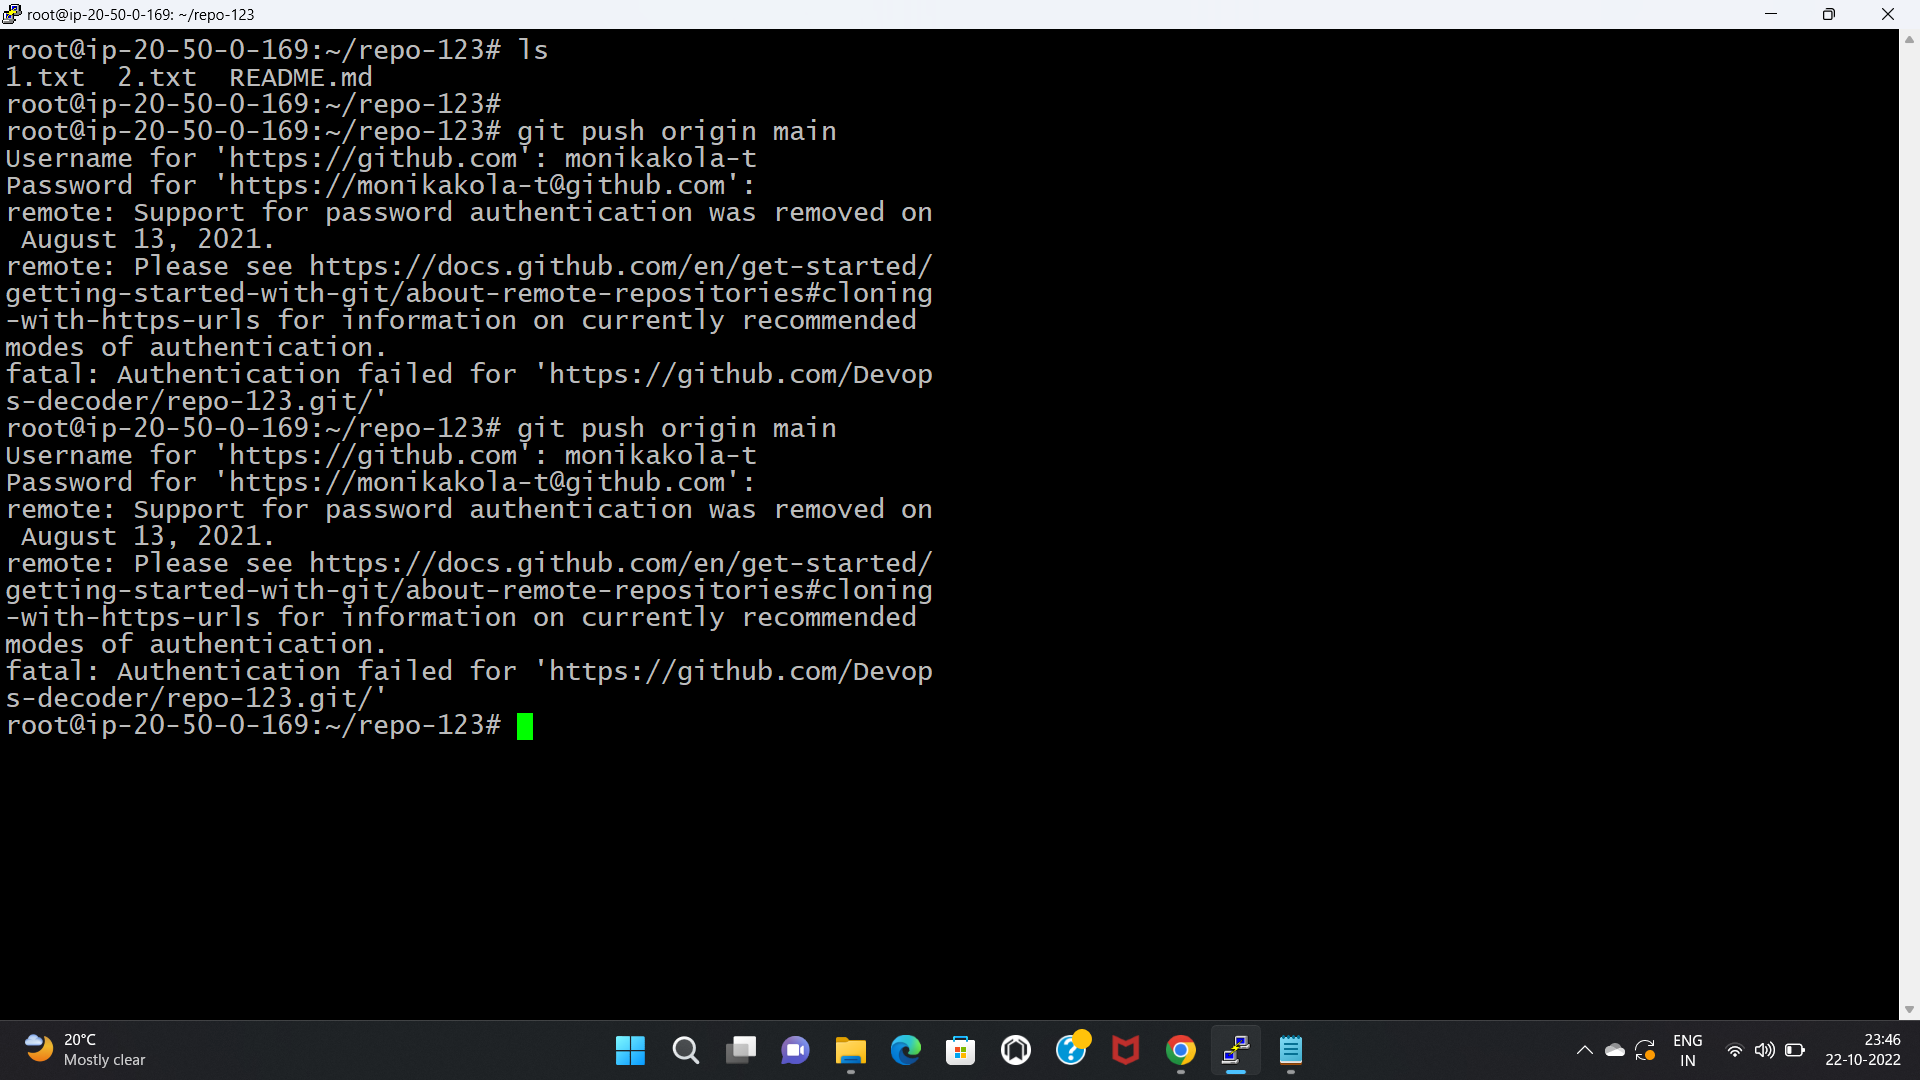 root@ip-20-50-0-169: ~/repo-123
root@ip-20-50-0-169:~/repo-123# ls
1.txt  2.txt  README.md
root@ip-20-50-0-169:~/repo-123#
root@ip-20-50-0-169:~/repo-123# git push origin main
Username for 'https://github.com': monikakola-t
Password for 'https://monikakola-t@github.com':
remote: Support for password authentication was removed on
 August 13, 2021.
remote: Please see https://docs.github.com/en/get-started/
getting-started-with-git/about-remote-repositories#cloning
-with-https-urls for information on currently recommended
modes of authentication.
fatal: Authentication failed for 'https://github.com/Devop
s-decoder/repo-123.git/'
root@ip-20-50-0-169:~/repo-123# git push origin main
Username for 'https://github.com': monikakola-t
Password for 'https://monikakola-t@github.com':
remote: Support for password authentication was removed on
 August 13, 2021.
remote: Please see https://docs.github.com/en/get-started/
getting-started-with-git/about-remote-repositories#cloning
-with-https-urls for information on currently recommended
modes of authentication.
fatal: Authentication failed for 'https://github.com/Devop
s-decoder/repo-123.git/'
root@ip-20-50-0-169:~/repo-123#
20°C
Mostly clear
ENG
IN
23:46
22-10-2022